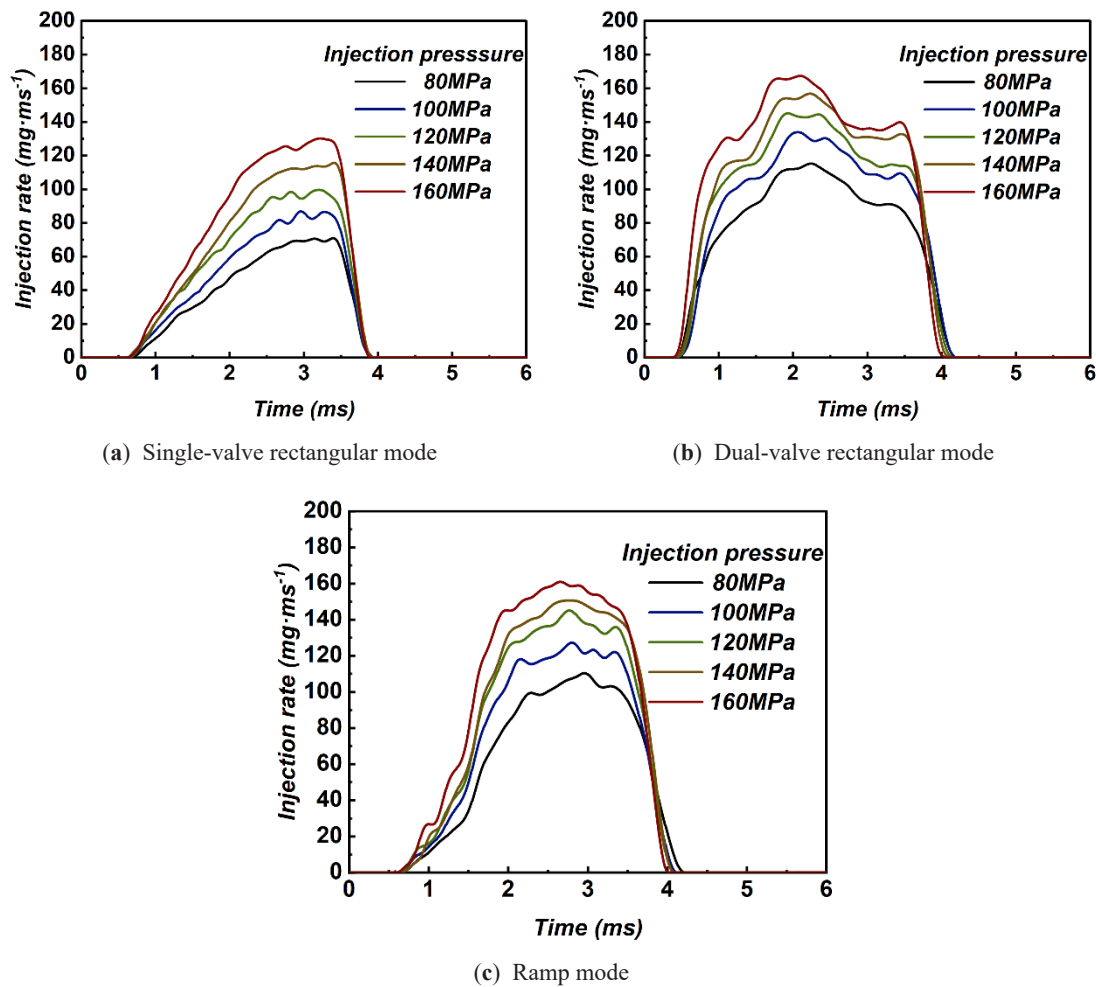 200
180
160
140
120
100
80
60
40
20
0
0 1 2 3 4 5 6
Injection rate (mg·ms⁻¹)
Time (ms)
Injection presssure
80MPa
100MPa
120MPa
140MPa
160MPa
(a) Single-valve rectangular mode
200
180
160
140
120
100
80
60
40
20
0
0 1 2 3 4 5 6
Injection rate (mg·ms⁻¹)
Time (ms)
Injection pressure
80MPa
100MPa
120MPa
140MPa
160MPa
(b) Dual-valve rectangular mode
200
180
160
140
120
100
80
60
40
20
0
0 1 2 3 4 5 6
Injection rate (mg·ms⁻¹)
Time (ms)
Injection pressure
80MPa
100MPa
120MPa
140MPa
160MPa
(c) Ramp mode